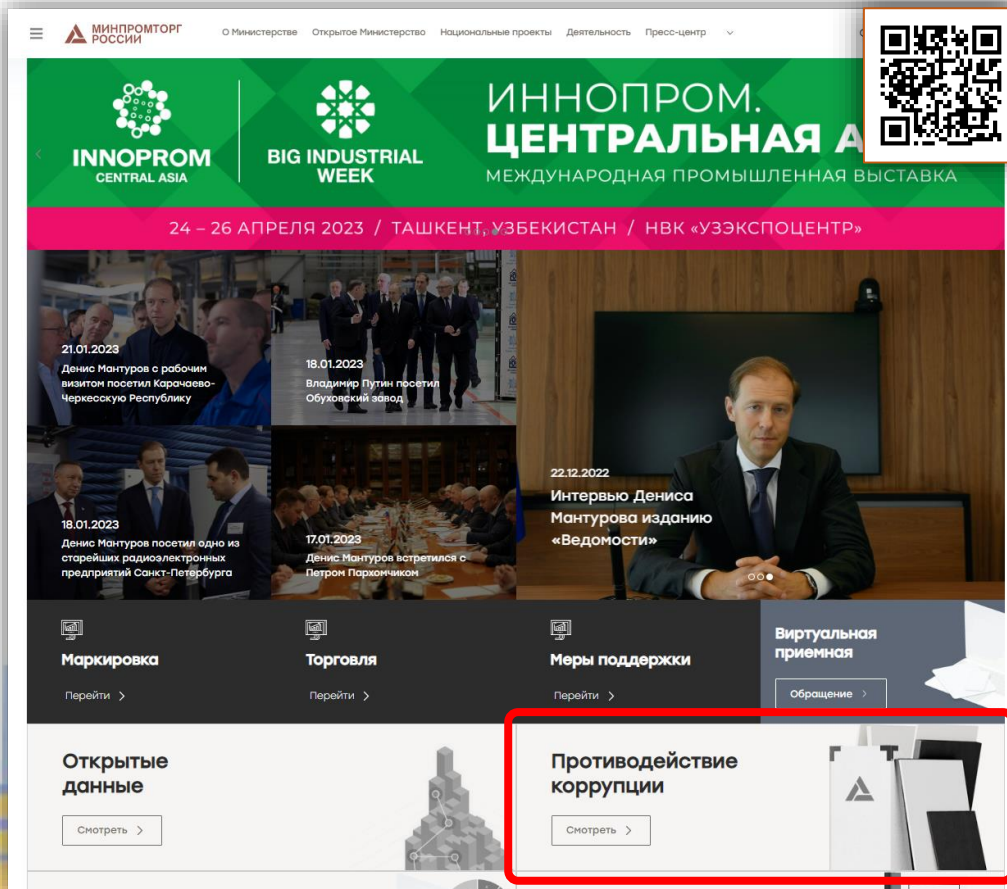 МИНПРОМТОРГ
РОССИИ
О Министерстве Открытое Министерство Национальные проекты Деятельность Пресс-центр
INNOPROM
CENTRAL ASIA
BIG INDUSTRIAL
WEEK
ИННОПРОМ.
ЦЕНТРАЛЬНАЯ А
МЕЖДУНАРОДНАЯ ПРОМЫШЛЕННАЯ ВЫСТАВКА
24 – 26 АПРЕЛЯ 2023 / ТАШКЕНТ, УЗБЕКИСТАН / НВК «УЗЭКСПОЦЕНТР»
21.01.2023
Денис Мантуров с рабочим
визитом посетил Карачаево-
Черкесскую Республику
18.01.2023
Владимир Путин посетил
Обуховский завод
18.01.2023
Денис Мантуров посетил одно из
старейших радиоэлектронных
предприятий Санкт-Петербурга
17.01.2023
Денис Мантуров встретился с
Петром Пархомчиком
22.12.2022
Интервью Дениса
Мантурова изданию
«Ведомости»
Маркировка
Перейти >
Торговля
Перейти >
Меры поддержки
Перейти >
Виртуальная
приемная
Обращение >
Открытые
данные
Смотреть >
Противодействие
коррупции
Смотреть >